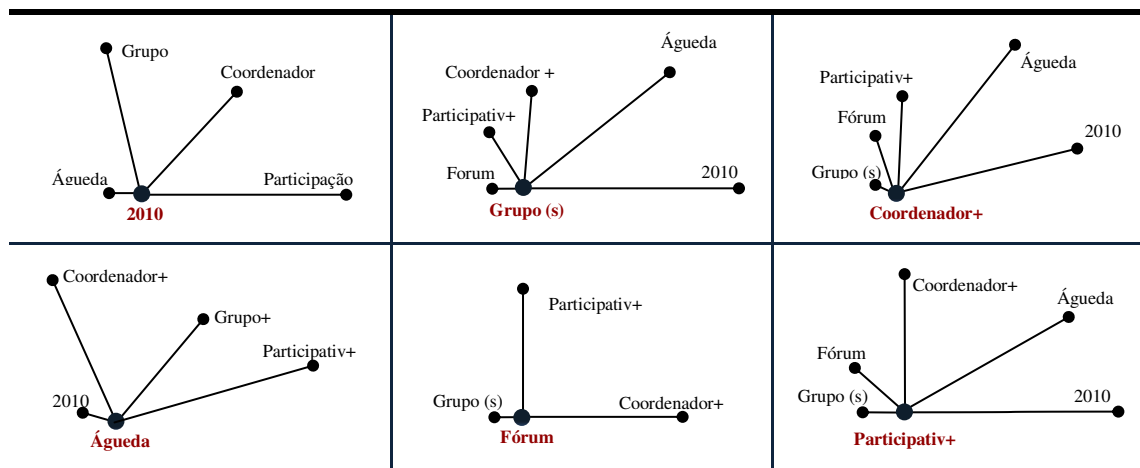 Grupo
Coordenador
Águeda
Participação
2010
Águeda
Coordenador +
Participativ+
Forum
2010
Grupo (s)
Águeda
Participativ+
Fórum
2010
Grupo (s)
Coordenador+
Coordenador+
Grupo+
Participativ+
2010
Águeda
Participativ+
Grupo (s)
Coordenador+
Fórum
Coordenador+
Águeda
Fórum
Grupo (s)
2010
Participativ+